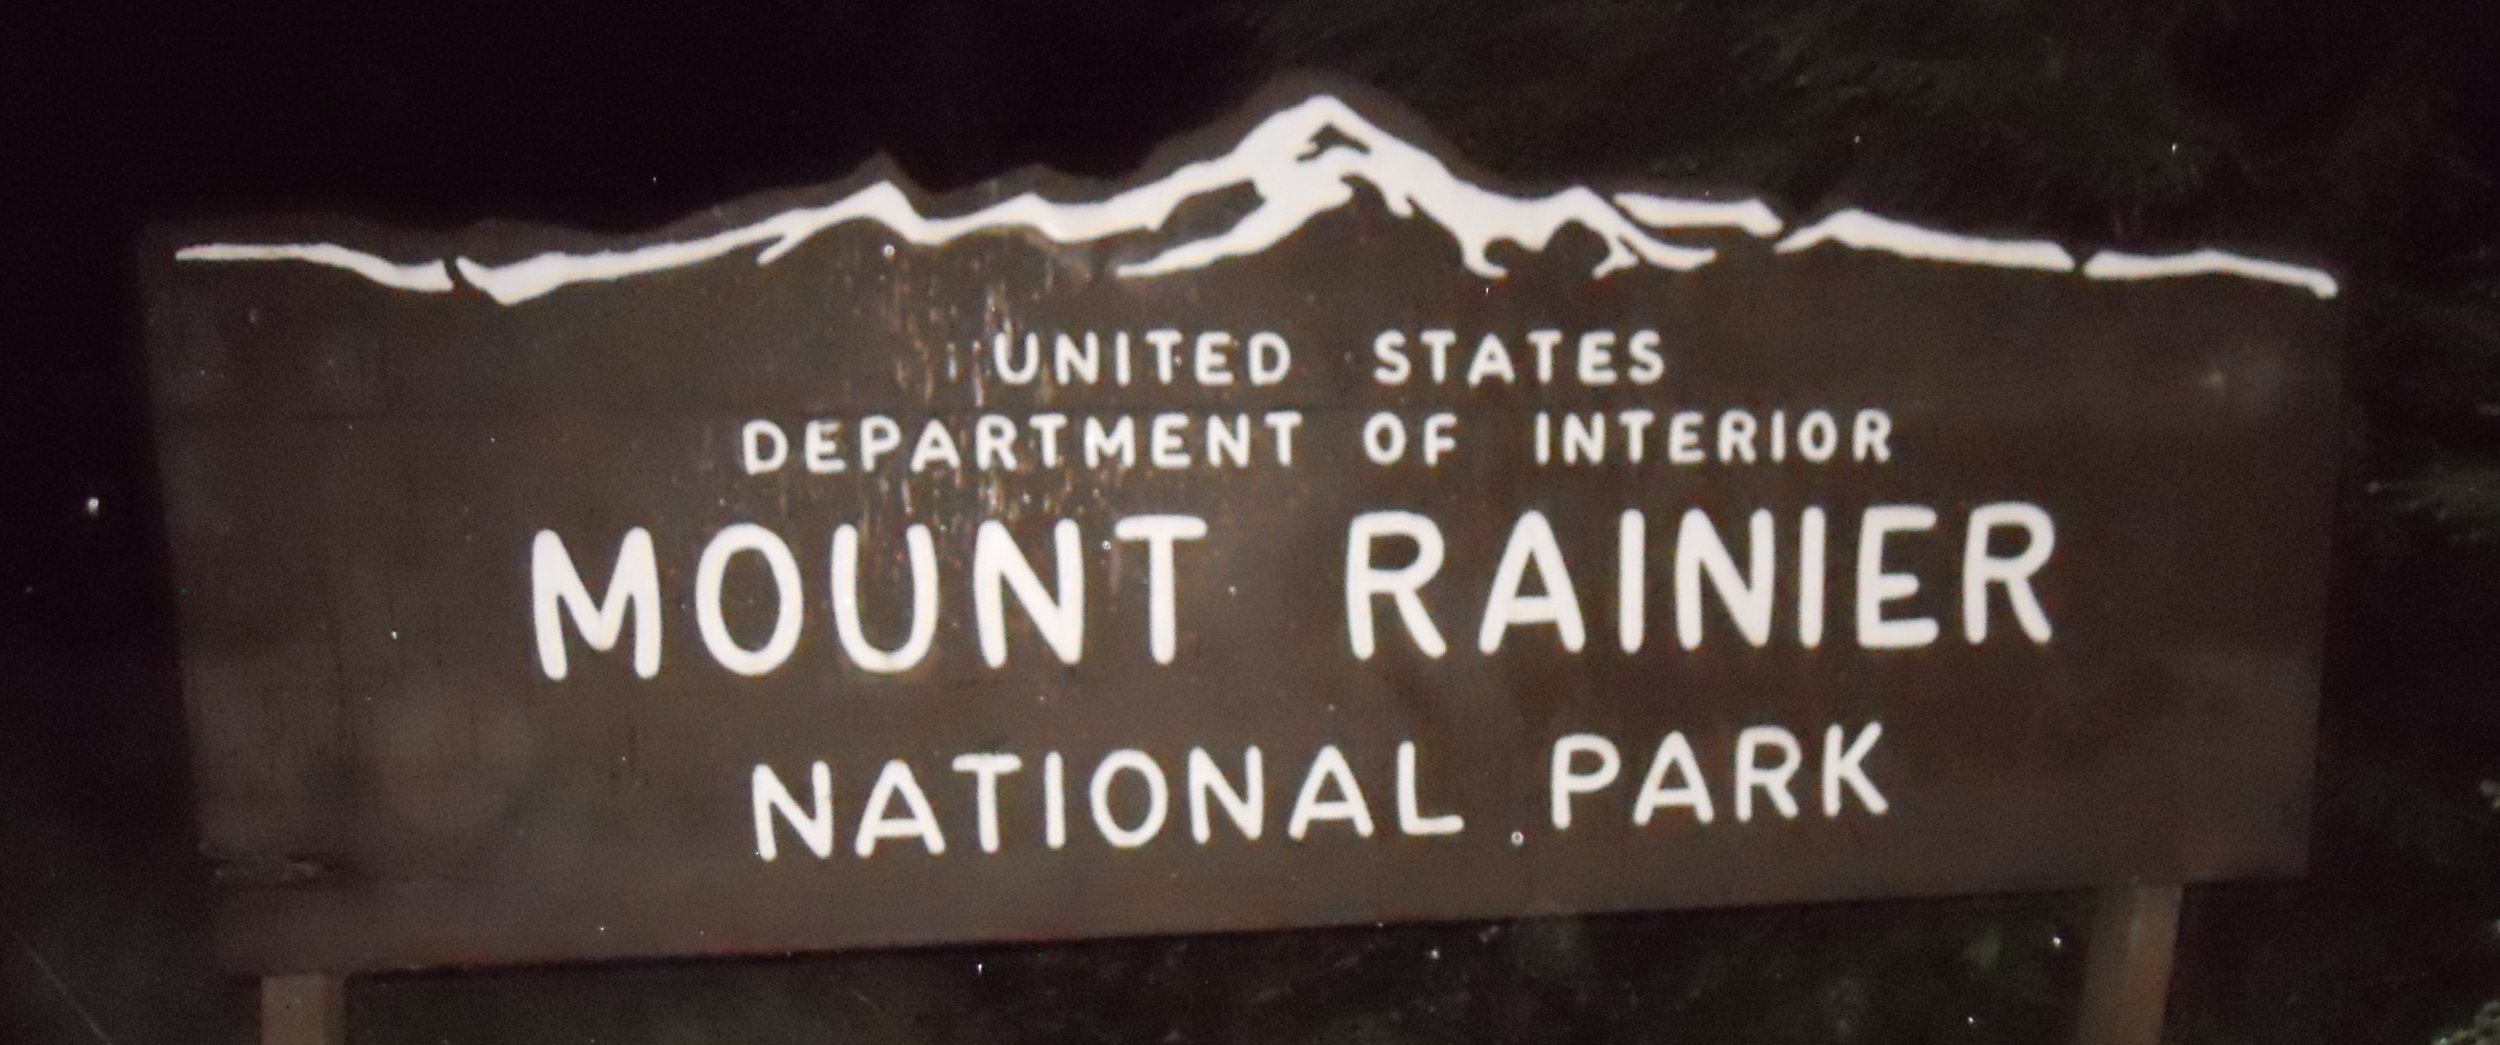 UNITED STATES
DEPARTMENT OF INTERIOR
MOUNT RAINIER
NATIONAL PARK